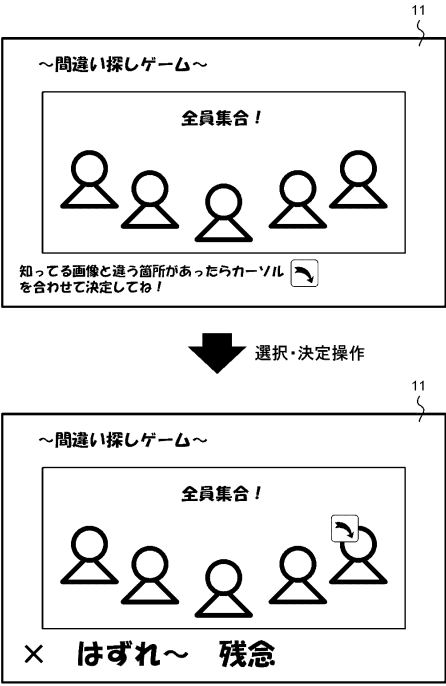 11
～間違い探しゲーム～
全員集合！
知ってる画像と違う箇所があったらカーソル
を合わせて決定してね！
選択・決定操作
11
～間違い探しゲーム～
全員集合！
× はずれ～ 残念